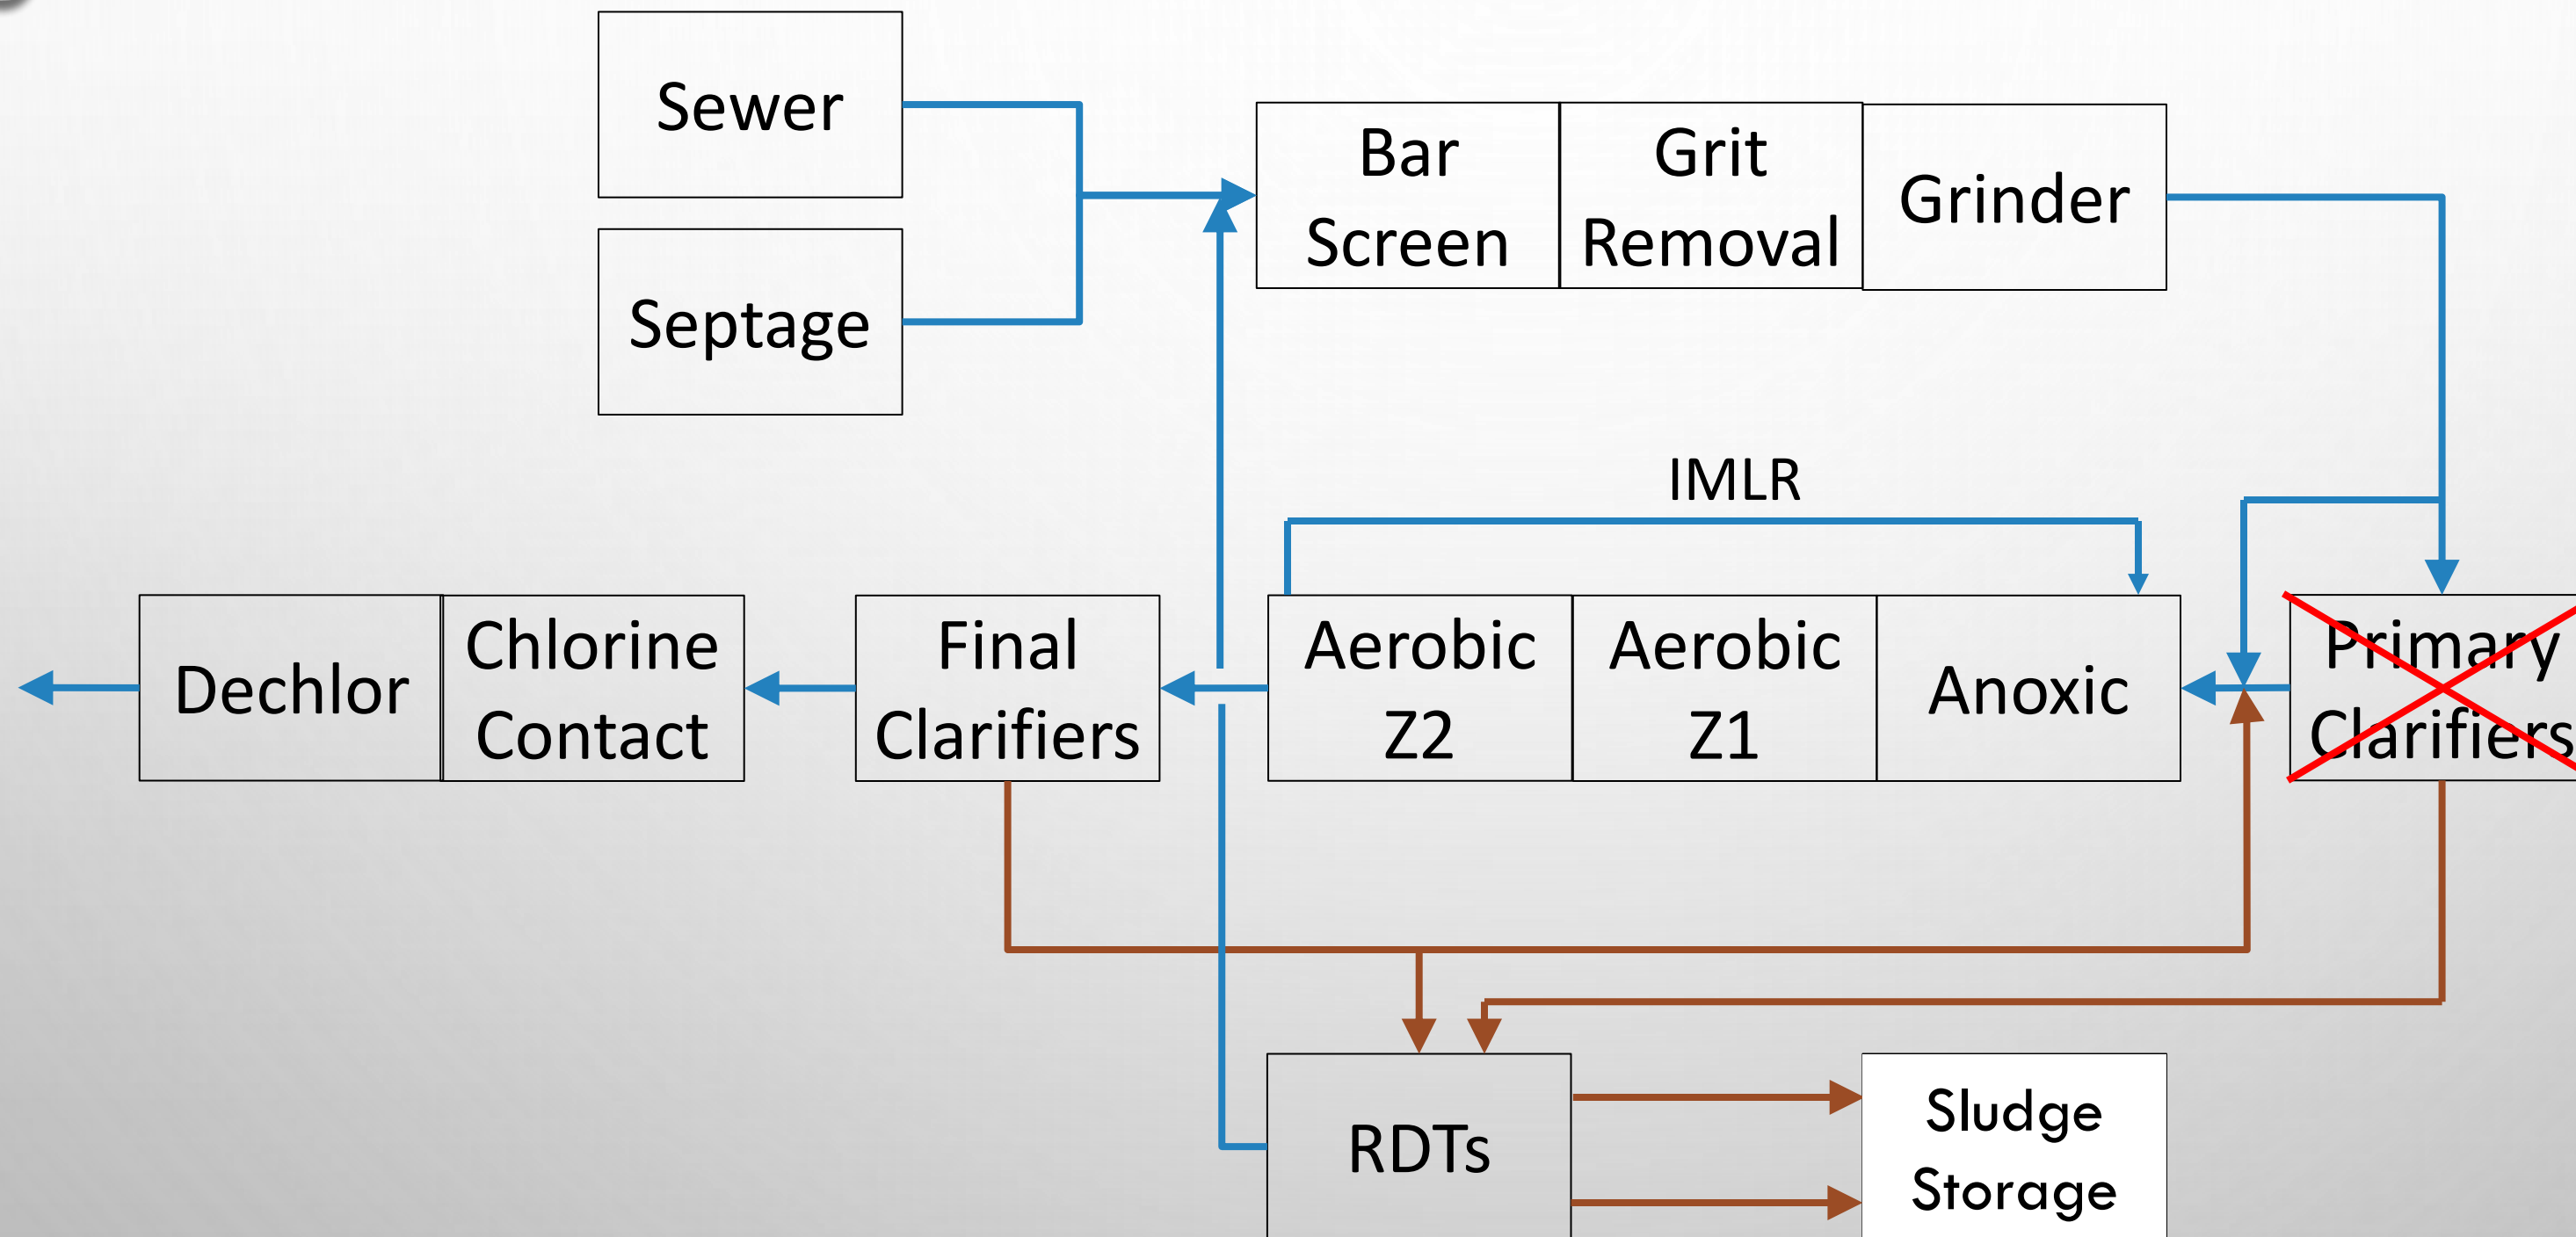 Sewer
Septage
Bar
Screen
Grit
Removal
Grinder
IMLR
Dechlor
Chlorine
Contact
Final
Clarifiers
Aerobic
Z2
Aerobic
Z1
Anoxic
Primary
Clarifiers
RDTs
Sludge
Storage